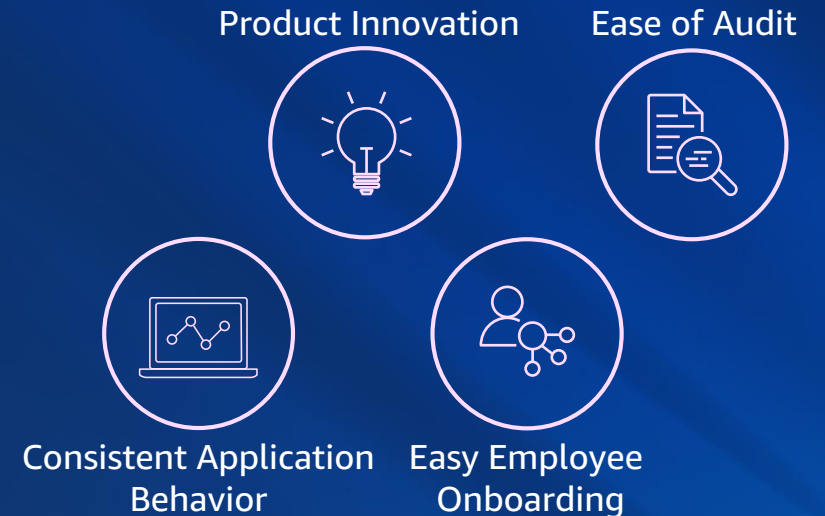 Product Innovation
Ease of Audit
Consistent Application
Behavior
Easy Employee
Onboarding